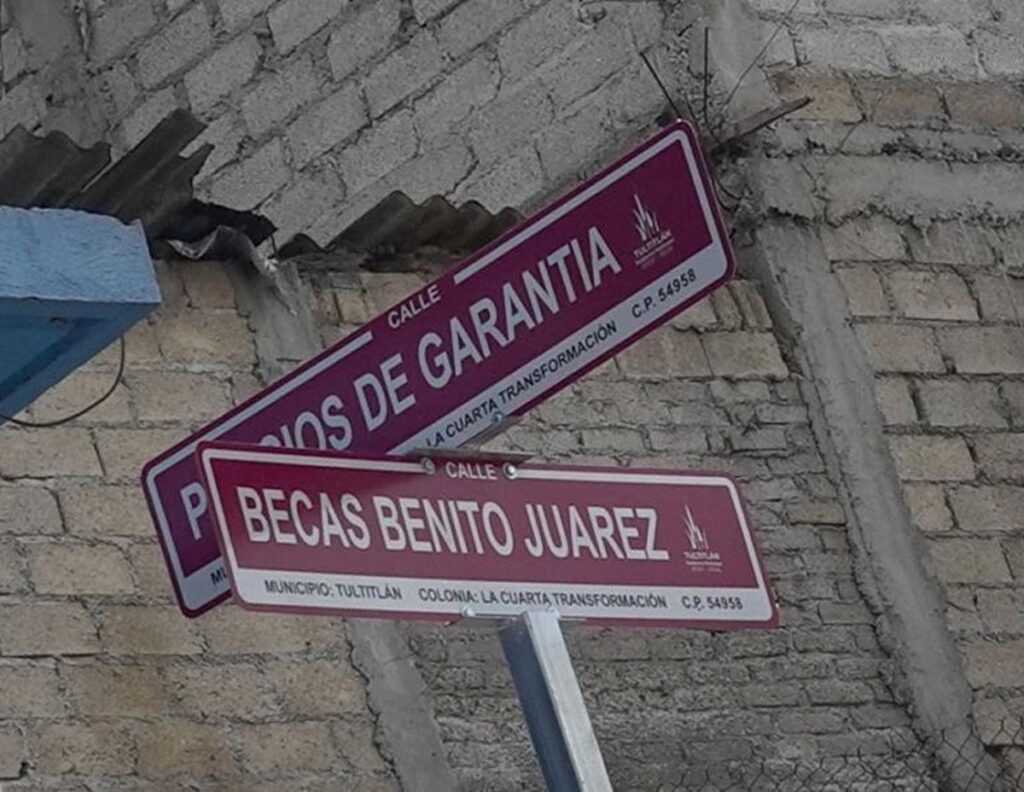 CALLE
CIOS DE GARANTIA
TULTITLÁN
LA CUARTA TRANSFORMACIÓN C.P. 54958
CALLE
BECAS BENITO JUAREZ
TULTITLÁN
MUNICIPIO: TULTITLÁN COLONIA: LA CUARTA TRANSFORMACIÓN C.P. 54958